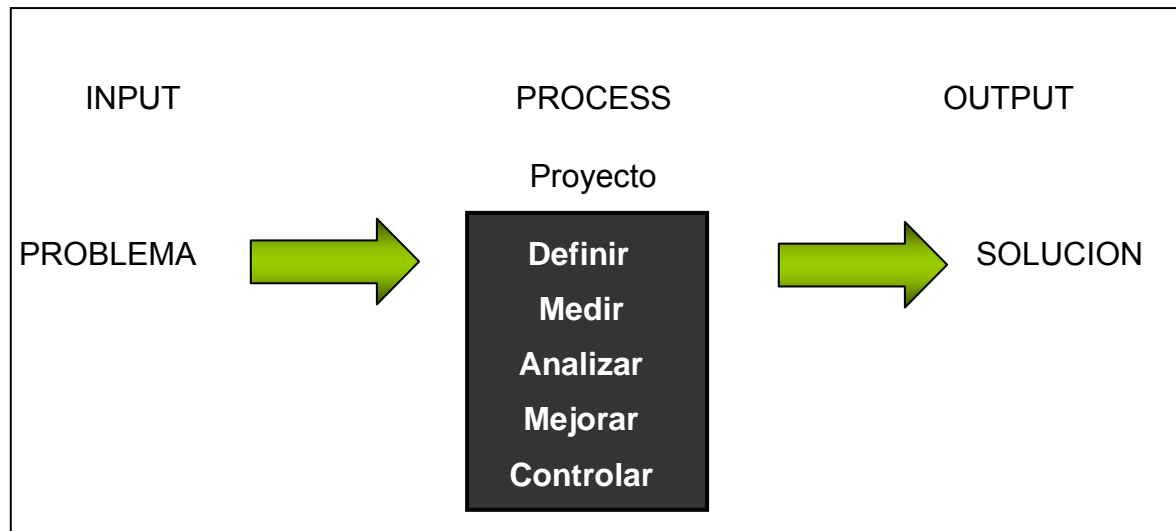 INPUT PROCESS OUTPUT
Proyecto
PROBLEMA Definir SOLUCION
Medir
Analizar
Mejorar
Controlar